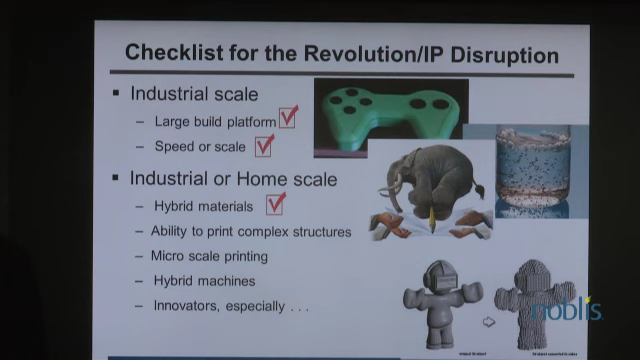 Checklist for the Revolution/IP Disruption
▪ Industrial scale
– Large build platform
– Speed or scale
▪ Industrial or Home scale
– Hybrid materials
– Ability to print complex structures
– Micro scale printing
– Hybrid machines
– Innovators, especially . . .
noblis